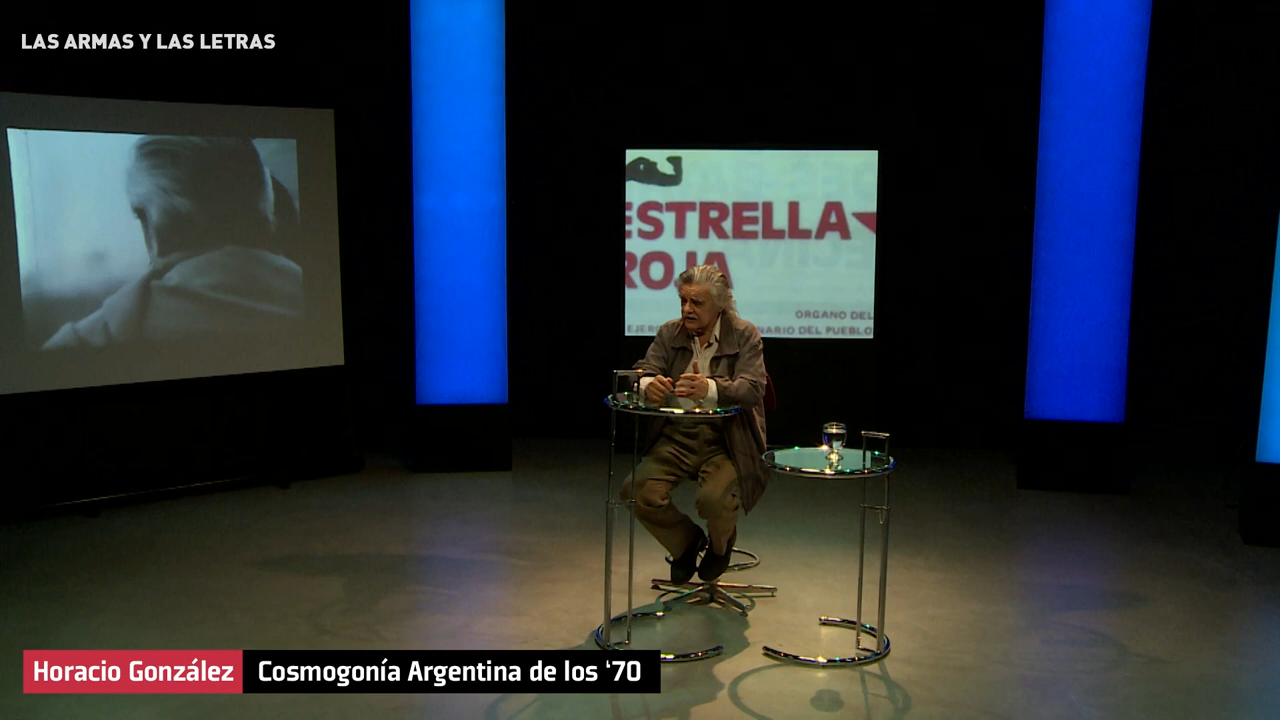 LAS ARMAS Y LAS LETRAS
ESTRELLA
ROJA
ORGANO DEL
NARIO DEL PUEBLO
Horacio González Cosmogonía Argentina de los ‘70